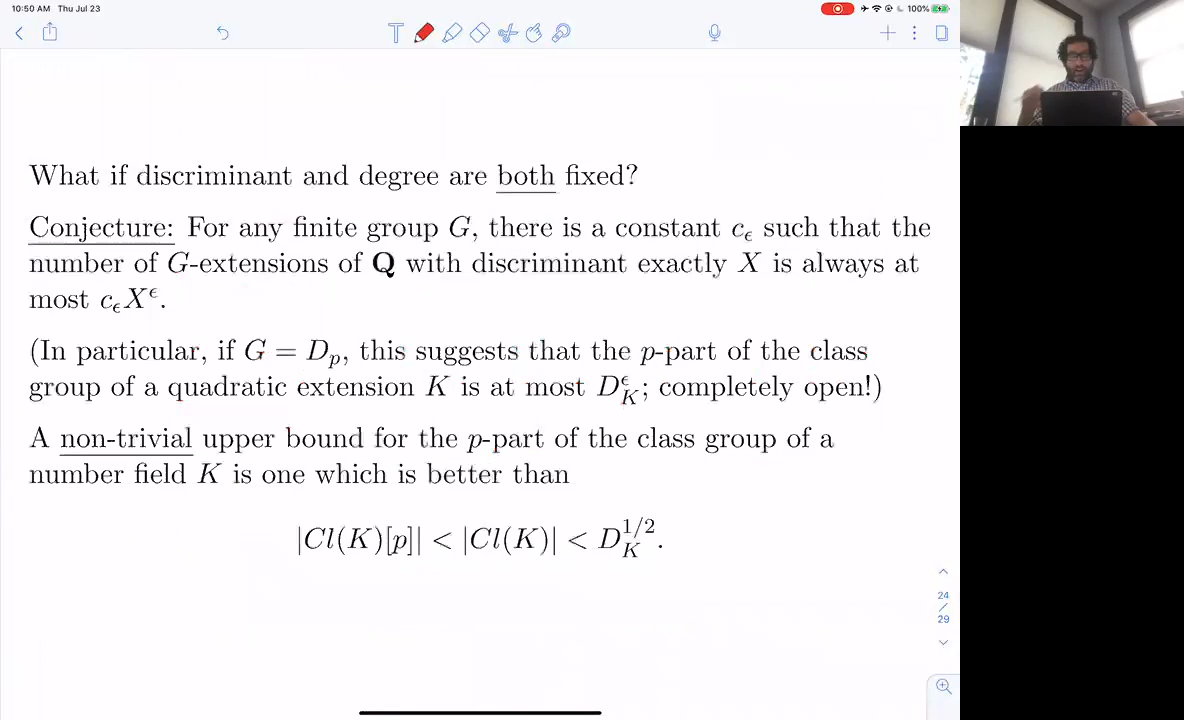 10:50 AM Thu Jul 23
100%
What if discriminant and degree are both fixed?
Conjecture: For any finite group G, there is a constant c_ϵ such that the
number of G-extensions of Q with discriminant exactly X is always at
most c_ϵX^ϵ.
(In particular, if G = D_p, this suggests that the p-part of the class
group of a quadratic extension K is at most D_K^ϵ; completely open!)
A non-trivial upper bound for the p-part of the class group of a
number field K is one which is better than
|Cl(K)[p]| < |Cl(K)| < D_K^{1/2}.
24
/
29